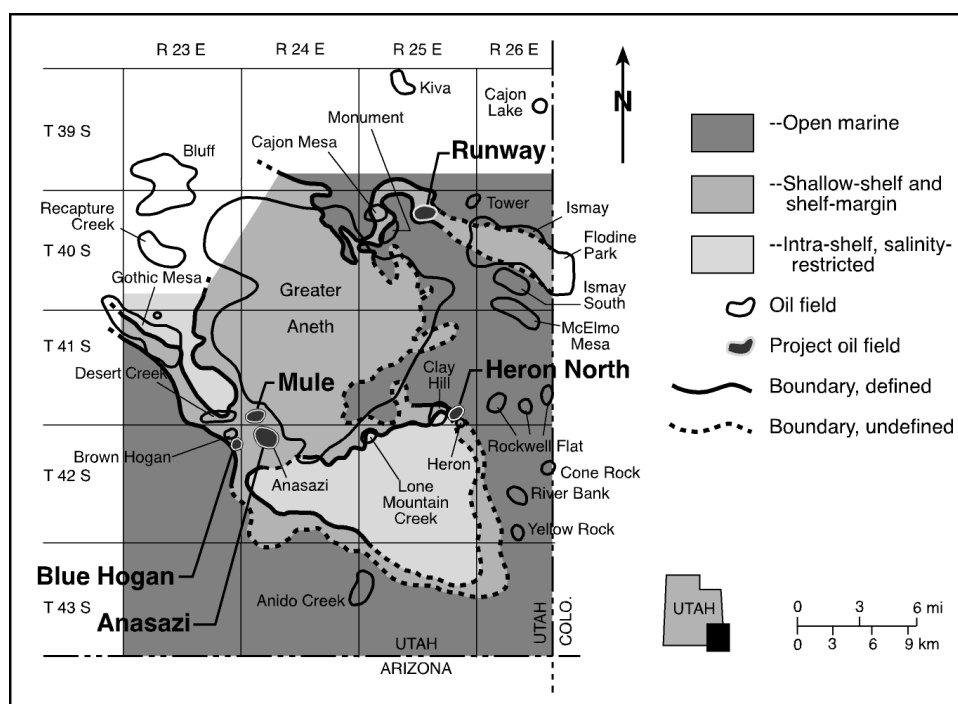 R 23 E
R 24 E
R 25 E
R 26 E
T 39 S
T 40 S
T 41 S
T 42 S
T 43 S
Kiva
Cajon
Lake
Monument
Cajon Mesa
Runway
Bluff
Tower
Ismay
Recapture
Creek
Flodine
Park
Gothic Mesa
Greater
Aneth
Ismay
South
McElmo
Mesa
Clay
Hill
Desert Creek
Mule
Heron North
Rockwell Flat
Brown Hogan
Heron
Cone Rock
Anasazi
Lone
Mountain
Creek
River Bank
Yellow Rock
Blue Hogan
Anasazi
Anido Creek
UTAH
ARIZONA
UTAH
COLO.
N
--Open marine
--Shallow-shelf and
shelf-margin
--Intra-shelf, salinity-
restricted
Oil field
Project oil field
Boundary, defined
Boundary, undefined
UTAH
0 3 6 mi
0 3 6 9 km